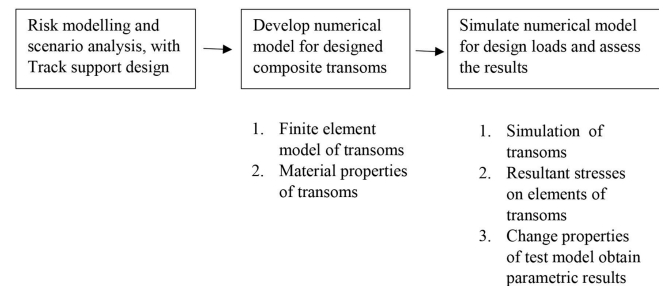 Risk modelling and
scenario analysis, with
Track support design
Develop numerical
model for designed
composite transoms
Simulate numerical model
for design loads and assess
the results
1. Finite element
model of transoms
2. Material properties
of transoms
1. Simulation of
transoms
2. Resultant stresses
on elements of
transoms
3. Change properties
of test model obtain
parametric results